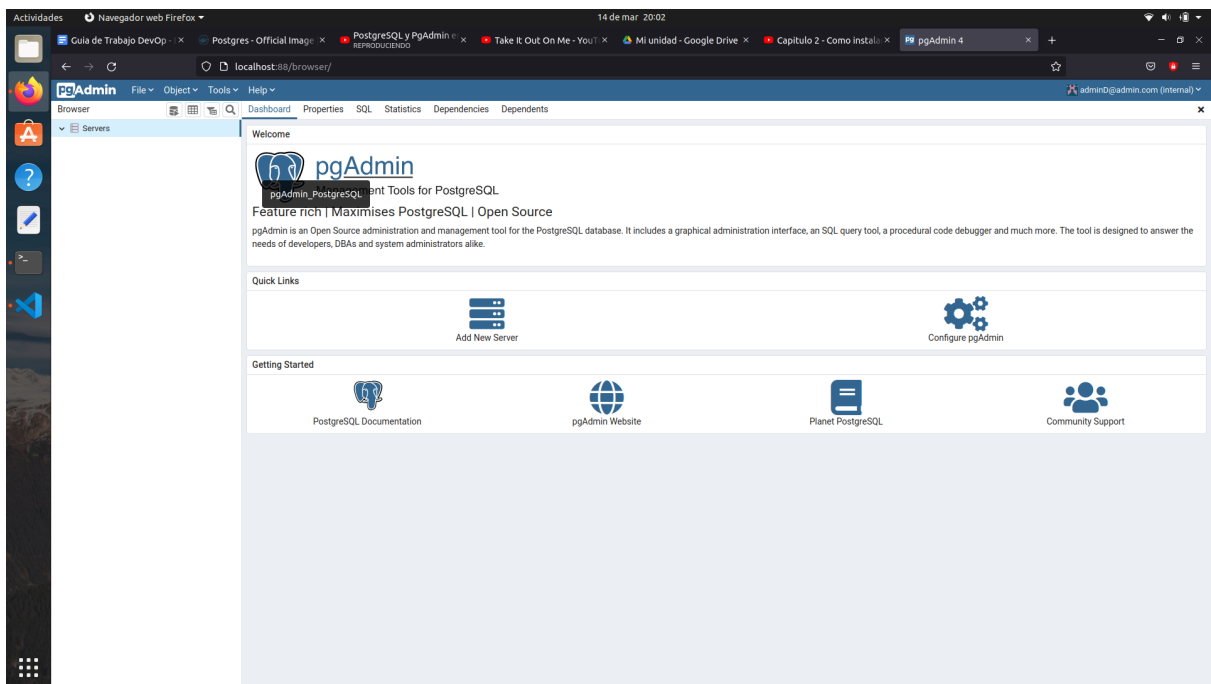 Actividades Navegador web Firefox 14 de mar 20:02
Guia de Trabajo DevOp - ( Postgres - Official Image PostgreSQL y PgAdmin e Take It Out On Me - YouT Mi unidad - Google Drive Capitulo 2 - Como instala pgAdmin 4
REPRODUCIENDO
localhost:88/browser/
pgAdmin File Object Tools Help adminD@admin.com (internal)
Browser Dashboard Properties SQL Statistics Dependencies Dependents
Servers
Welcome
pgAdmin
Management Tools for PostgreSQL
pgAdmin_PostgreSQL
Feature rich | Maximises PostgreSQL | Open Source
pgAdmin is an Open Source administration and management tool for the PostgreSQL database. It includes a graphical administration interface, an SQL query tool, a procedural code debugger and much more. The tool is designed to answer the
needs of developers, DBAs and system administrators alike.
Quick Links
Add New Server Configure pgAdmin
Getting Started
PostgreSQL Documentation pgAdmin Website Planet PostgreSQL Community Support